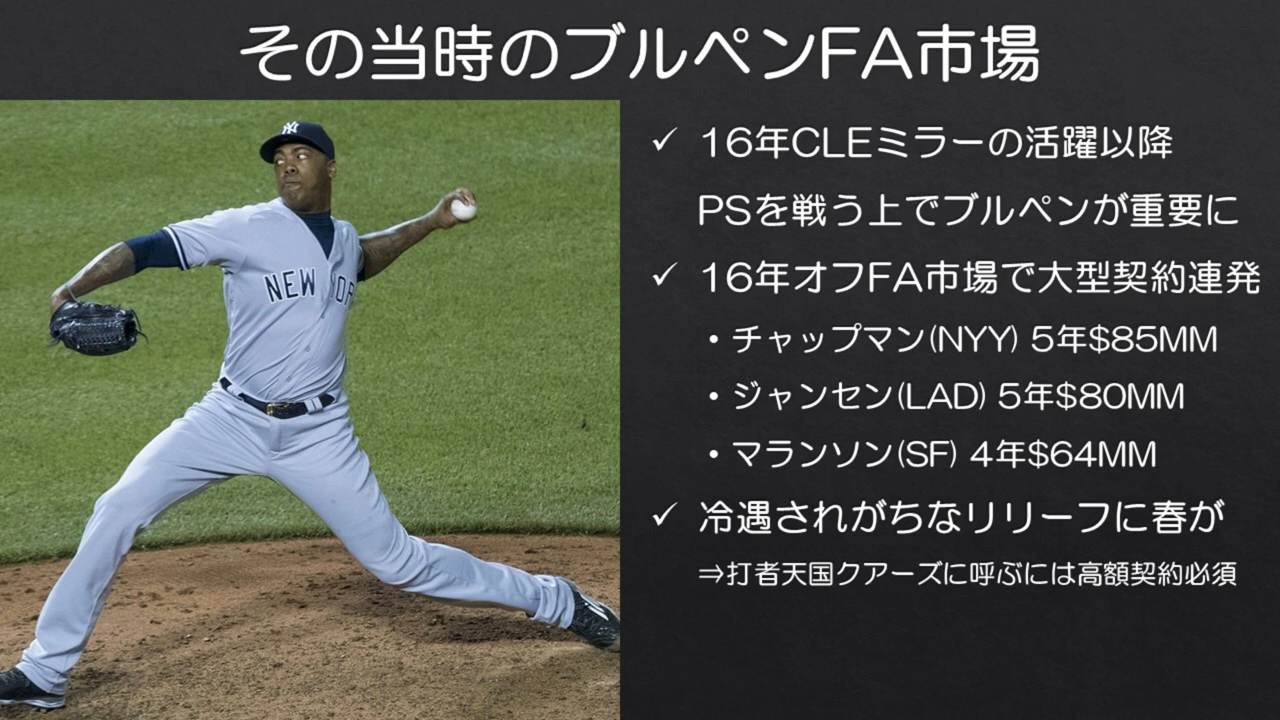 その当時のブルペンFA市場
✓ 16年CLEミラーの活躍以降
PSを戦う上でブルペンが重要に
✓ 16年オフFA市場で大型契約連発
・チャップマン(NYY) 5年$85MM
・ジャンセン(LAD) 5年$80MM
・マランソン(SF) 4年$64MM
✓ 冷遇されがちなリリーフに春が
⇒打者天国クアーズに呼ぶには高額契約必須
NY
NEW YOR